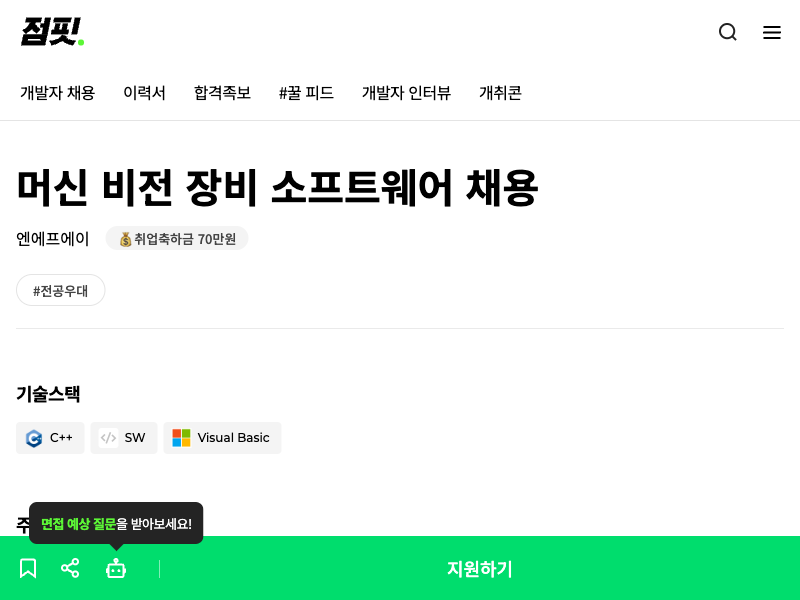 점핏.
개발자 채용 이력서 합격족보 #꿀 피드 개발자 인터뷰 개취콘
머신 비전 장비 소프트웨어 채용
엔에프에이 취업축하금 70만원
#전공우대
기술스택
C++ SW Visual Basic
주
면접 예상 질문을 받아보세요!
지원하기